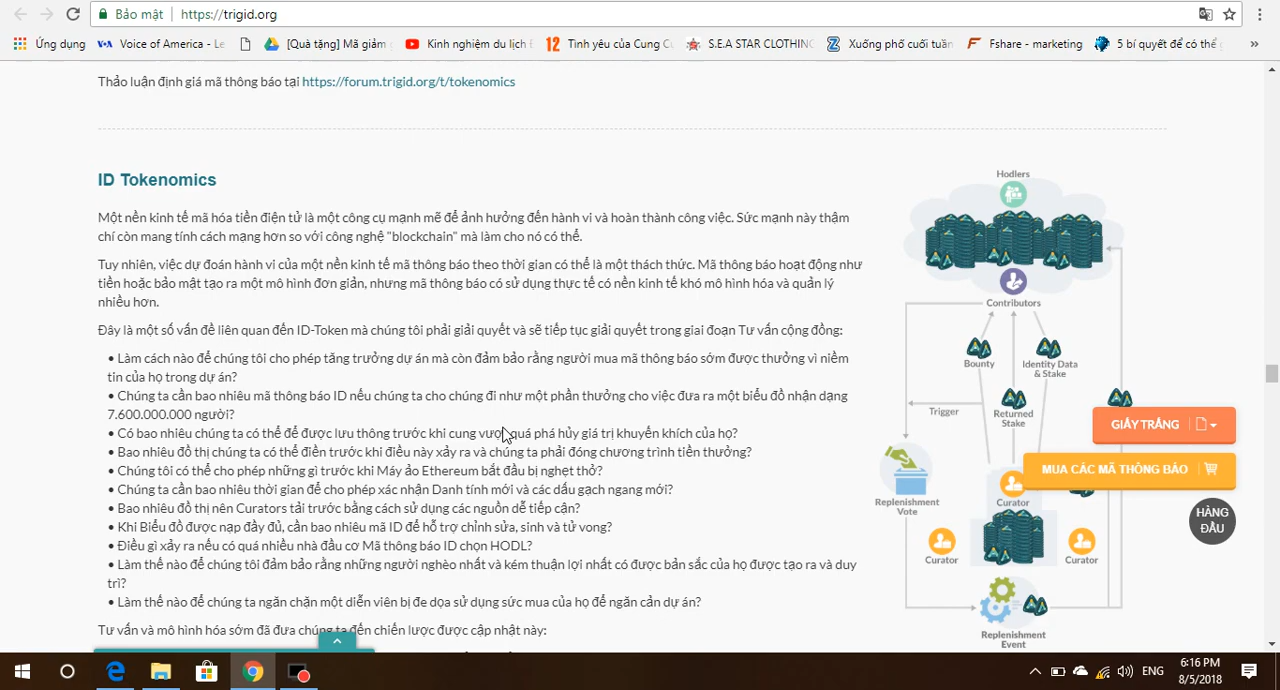 Bảo mật
https://trigid.org
Ứng dụng
Voice of America - Le
[Quà tặng] Mã giảm
Kinh nghiệm du lịch
Tình yêu của Cung C
S.E.A STAR CLOTHING
Xuống phố cuối tuần
Fshare - marketing
5 bí quyết để có thể
»
Thảo luận định giá mã thông báo tại https://forum.trigid.org/t/tokenomics
ID Tokenomics
Một nền kinh tế mã hóa tiền điện tử là một công cụ mạnh mẽ để ảnh hưởng đến hành vi và hoàn thành công việc. Sức mạnh này thậm
chí còn mang tính cách mạng hơn so với công nghệ "blockchain" mà làm cho nó có thể.
Tuy nhiên, việc dự đoán hành vi của một nền kinh tế mã thông báo theo thời gian có thể là một thách thức. Mã thông báo hoạt động như
tiền hoặc bảo mật tạo ra một mô hình đơn giản, nhưng mã thông báo có sử dụng thực tế có nền kinh tế khó mô hình hóa và quản lý
nhiều hơn.
Đây là một số vấn đề liên quan đến ID-Token mà chúng tôi phải giải quyết và sẽ tiếp tục giải quyết trong giai đoạn Tư vấn cộng đồng:
• Làm cách nào để chúng tôi cho phép tăng trưởng dự án mà còn đảm bảo rằng người mua mã thông báo sớm được thưởng vì niềm
tin của họ trong dự án?
• Chúng ta cần bao nhiêu mã thông báo ID nếu chúng ta cho chúng đi như một phần thưởng cho việc đưa ra một biểu đồ nhận dạng
7.600.000.000 người?
• Có bao nhiêu chúng ta có thể để được lưu thông trước khi cung vượt quá phá hủy giá trị khuyến khích của họ?
• Bao nhiêu đồ thị chúng ta có thể điền trước khi điều này xảy ra và chúng ta phải đóng chương trình tiền thưởng?
• Chúng tôi có thể cho phép những gì trước khi Máy ảo Ethereum bắt đầu bị nghẹt thở?
• Chúng ta cần bao nhiêu thời gian để cho phép xác nhận Danh tính mới và các dấu gạch ngang mới?
• Bao nhiêu đồ thị nên Curators tải trước bằng cách sử dụng các nguồn dễ tiếp cận?
• Khi Biểu đồ được nạp đầy đủ, cần bao nhiêu mã ID để hỗ trợ chỉnh sửa, sinh và tử vong?
• Điều gì xảy ra nếu có quá nhiều nhà đầu cơ Mã thông báo ID chọn HODL?
• Làm thế nào để chúng tôi đảm bảo rằng những người nghèo nhất và kém thuận lợi nhất có được bản sắc của họ được tạo ra và duy
trì?
• Làm thế nào để chúng ta ngăn chặn một diễn viên bị đe dọa sử dụng sức mua của họ để ngăn cản dự án?
Tư vấn và mô hình hóa sớm đã đưa chúng ta đến chiến lược được cập nhật này:
Hodlers
Contributors
Bounty
Identity Data
& Stake
Trigger
Returned
Stake
Replenishment
Vote
Curator
Curator
Curator
Replenishment
Event
GIẤY TRẮNG
MUA CÁC MÃ THÔNG BÁO
HÀNG
ĐẦU
ENG
6:16 PM
8/5/2018